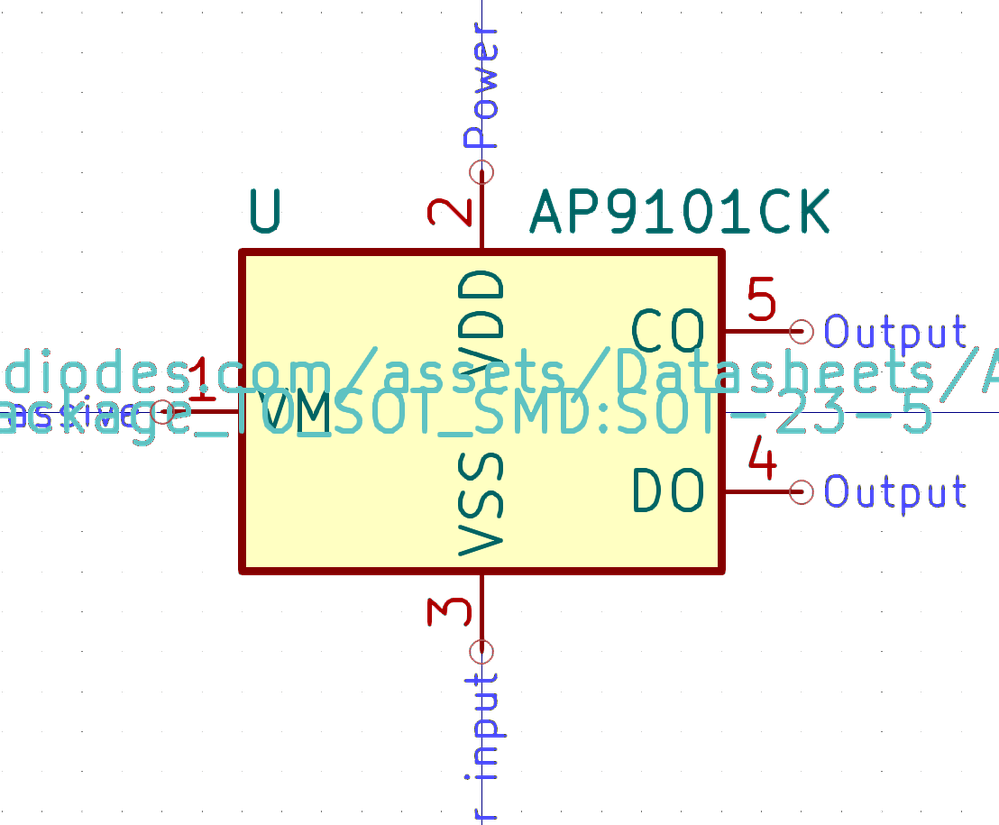 Power
2
U
AP9101CK
VDD
5
CO
Output
diodes.com/assets/Datasheets/A
1
assive
VM
ackage_TO_SOT_SMD:SOT-23-5
4
VSS
DO
Output
3
r input